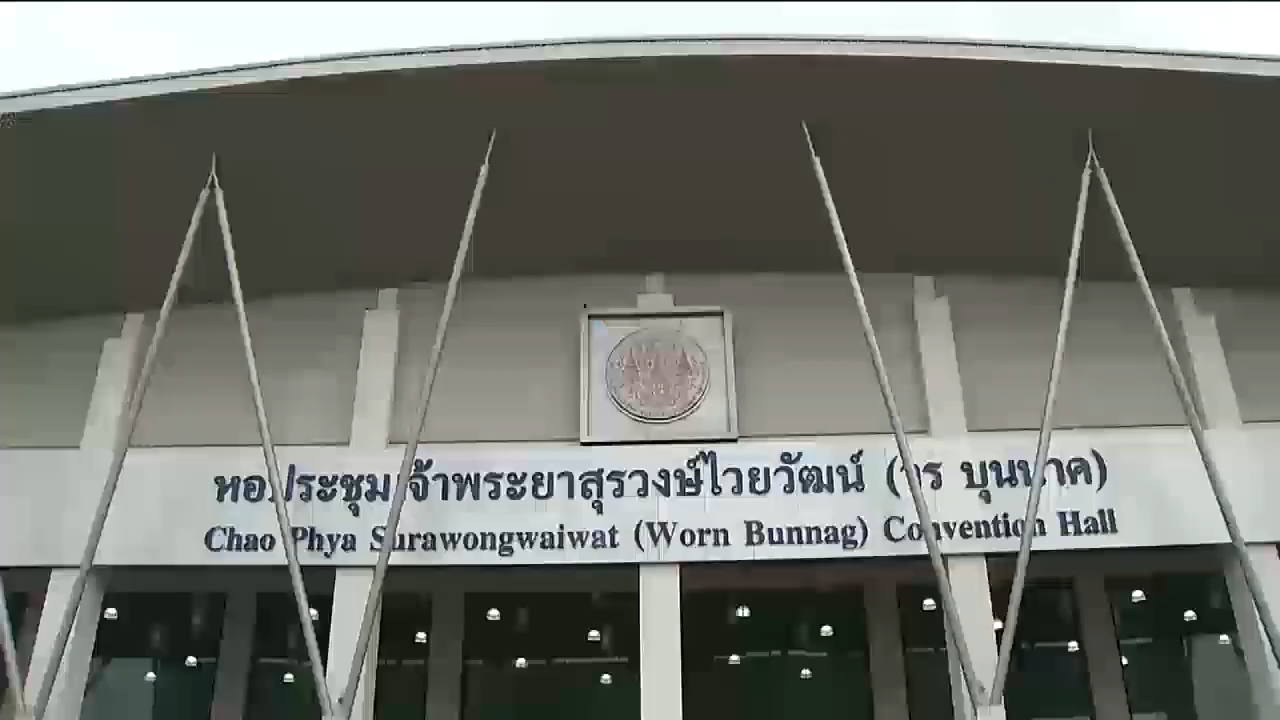 หอประชุมเจ้าพระยาสุรวงษ์ไวยวัฒน์ (วร บุนนาค)
Chao Phya Surawongwaiwat (Worn Bunnag) Convention Hall